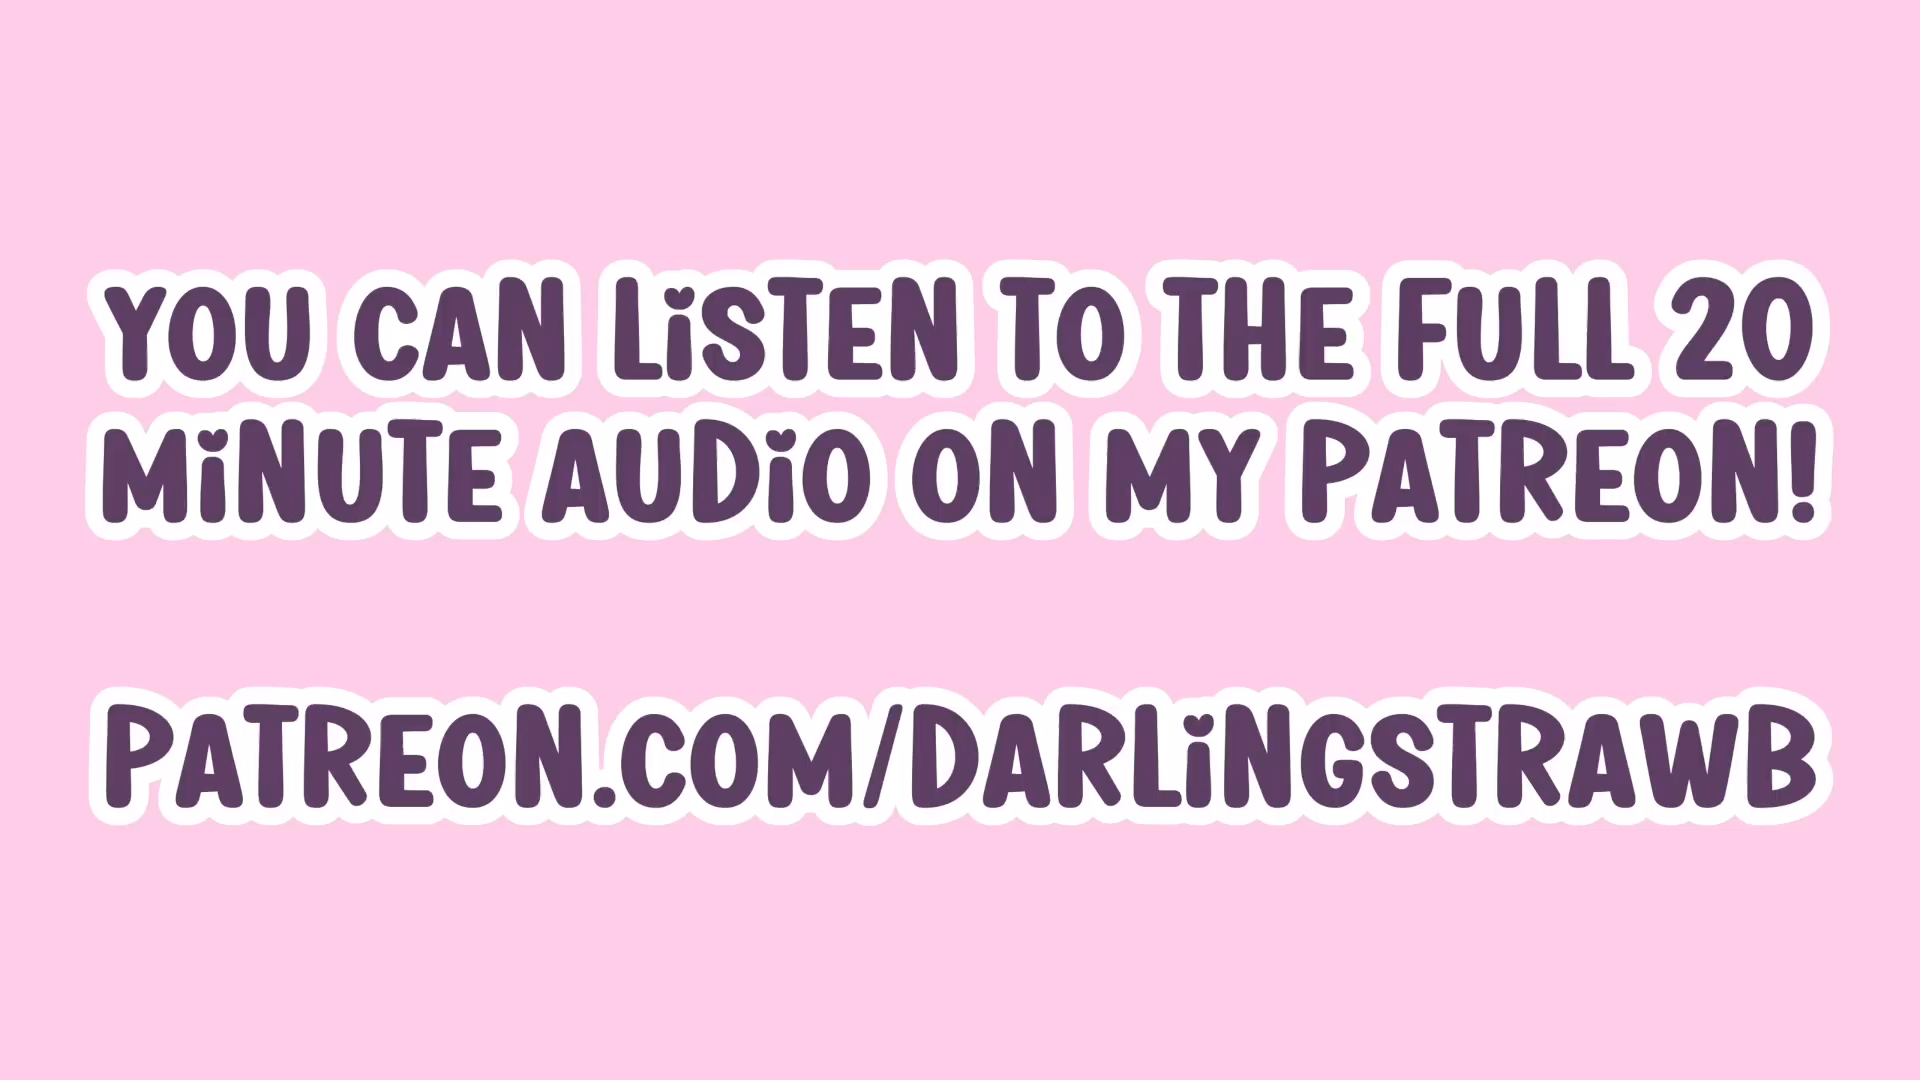 YOU CAN LiSTEN TO THE FULL 20
MiNUTE AUDiO ON MY PATREON!
PATREON.COM/DARLiNGSTRAWB